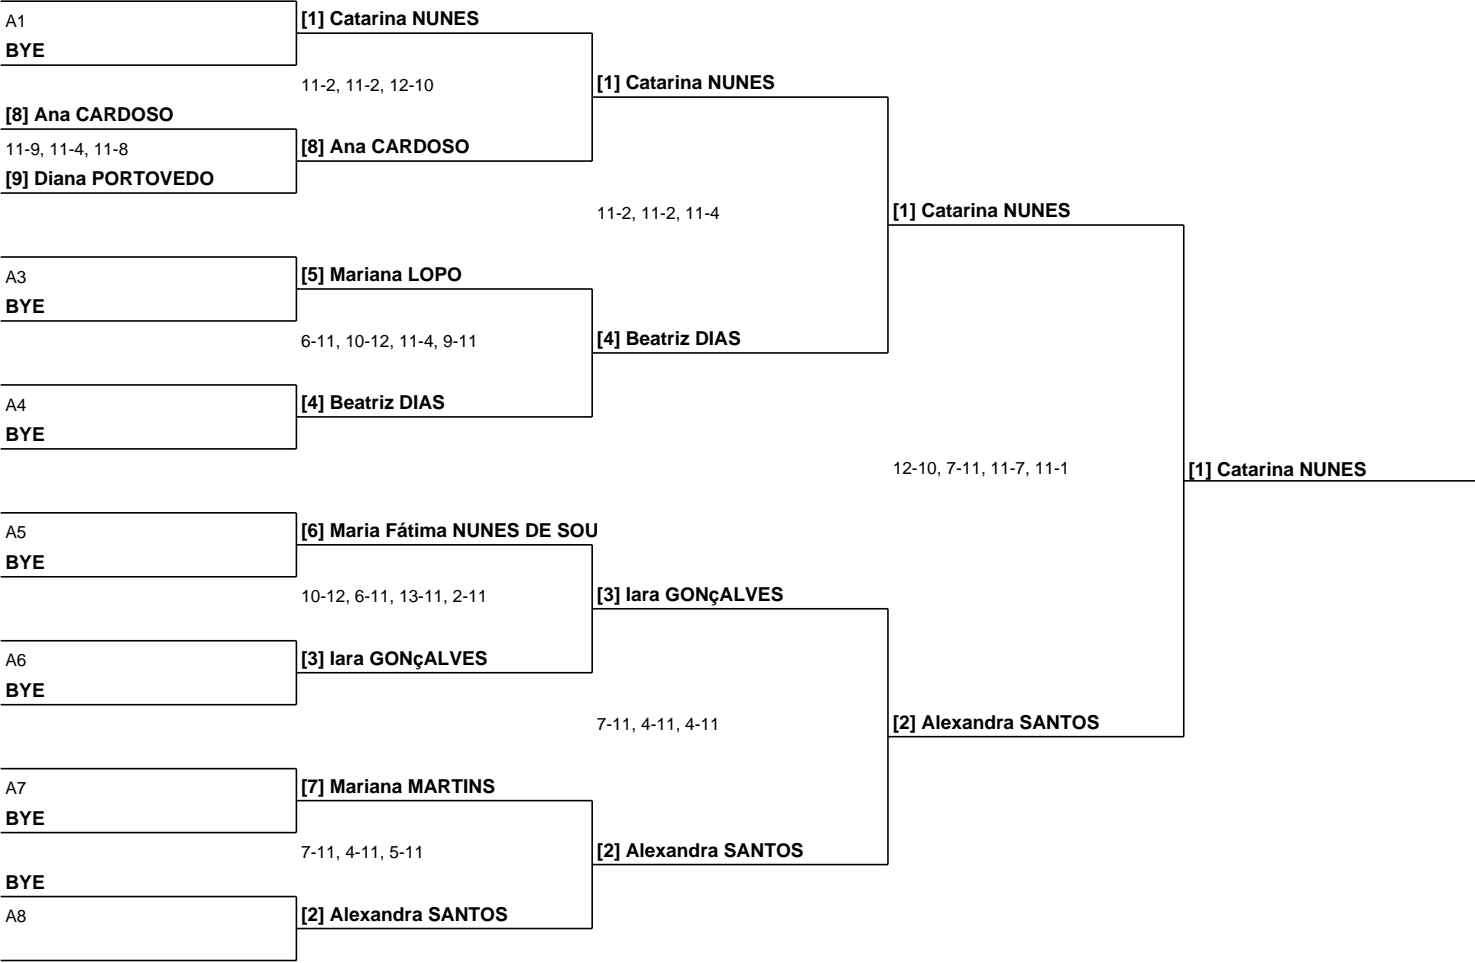 A1
BYE
[1] Catarina NUNES
11-2, 11-2, 12-10
[8] Ana CARDOSO
11-9, 11-4, 11-8
[9] Diana PORTOVEDO
[8] Ana CARDOSO
[1] Catarina NUNES
11-2, 11-2, 11-4
A3
BYE
[5] Mariana LOPO
6-11, 10-12, 11-4, 9-11
A4
BYE
[4] Beatriz DIAS
[4] Beatriz DIAS
[1] Catarina NUNES
12-10, 7-11, 11-7, 11-1
[1] Catarina NUNES
A5
BYE
[6] Maria Fátima NUNES DE SOU
10-12, 6-11, 13-11, 2-11
A6
BYE
[3] Iara GONçALVES
[3] Iara GONçALVES
7-11, 4-11, 4-11
[2] Alexandra SANTOS
A7
BYE
[7] Mariana MARTINS
7-11, 4-11, 5-11
BYE
A8
[2] Alexandra SANTOS
[2] Alexandra SANTOS